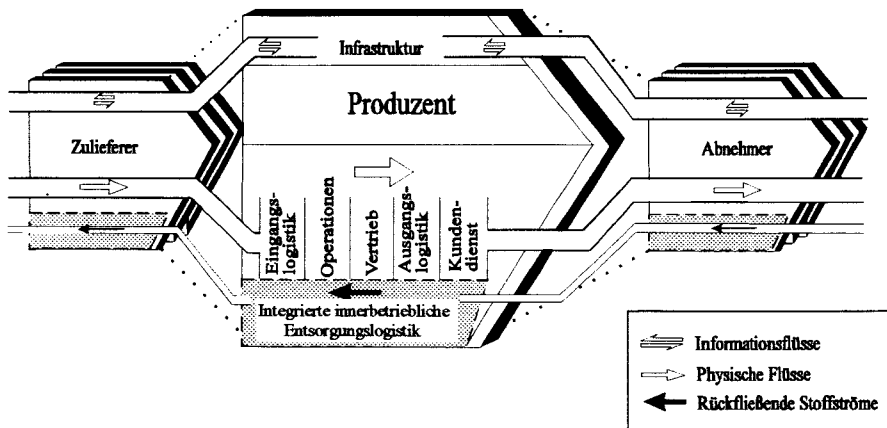 Infrastruktur
Produzent
Zulieferer
Abnehmer
Eingangs-
logistik
Operationen
Vertrieb
Ausgangs-
logistik
Kunden-
dienst
Integrierte innerbetriebliche
Entsorgungslogistik
Informationsflüsse
Physische Flüsse
Rückfließende Stoffströme